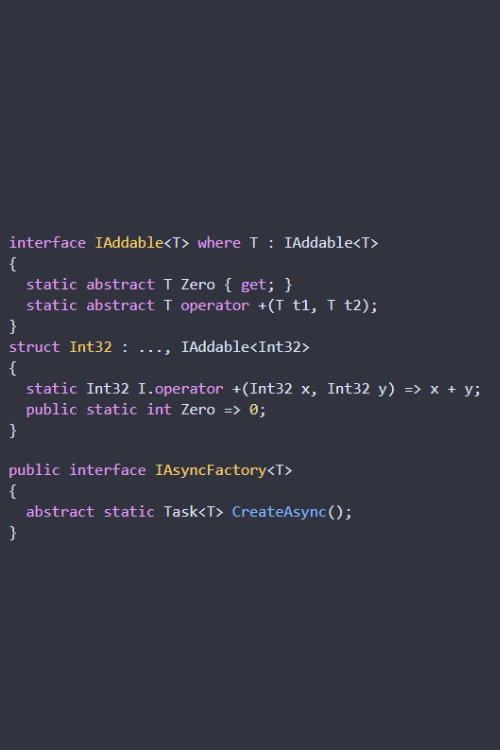 interface IAddable<T> where T : IAddable<T>
{
  static abstract T Zero { get; }
  static abstract T operator +(T t1, T t2);
}
struct Int32 : ..., IAddable<Int32>
{
  static Int32 I.operator +(Int32 x, Int32 y) => x + y;
  public static int Zero => 0;
}
public interface IAsyncFactory<T>
{
  abstract static Task<T> CreateAsync();
}